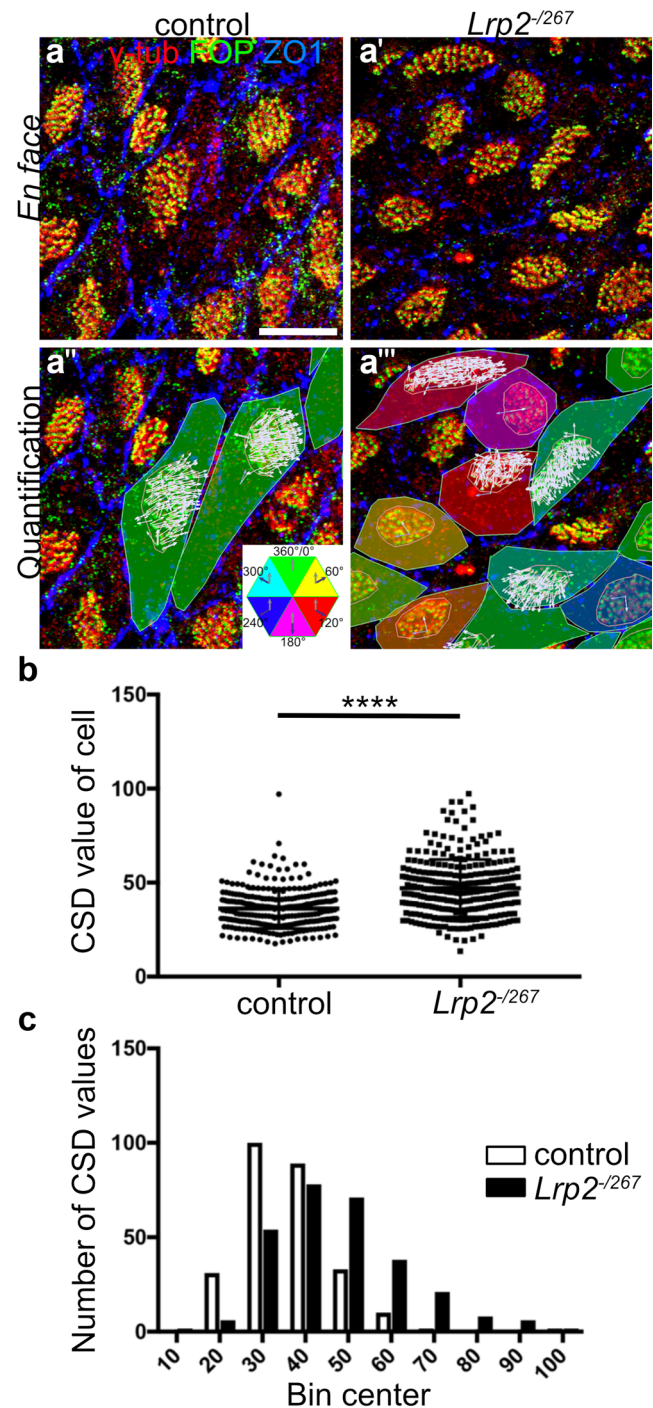 control
Lrp2-/267
a
γ-tub FOP ZO1
a'
En face
a''
a'''
Quantification
360°/0°
300°
60°
240°
120°
180°
b
150
100
50
0
CSD value of cell
****
control
Lrp2-/267
c
150
100
50
0
Number of CSD values
control
Lrp2-/267
10 20 30 40 50 60 70 80 90 100
Bin center